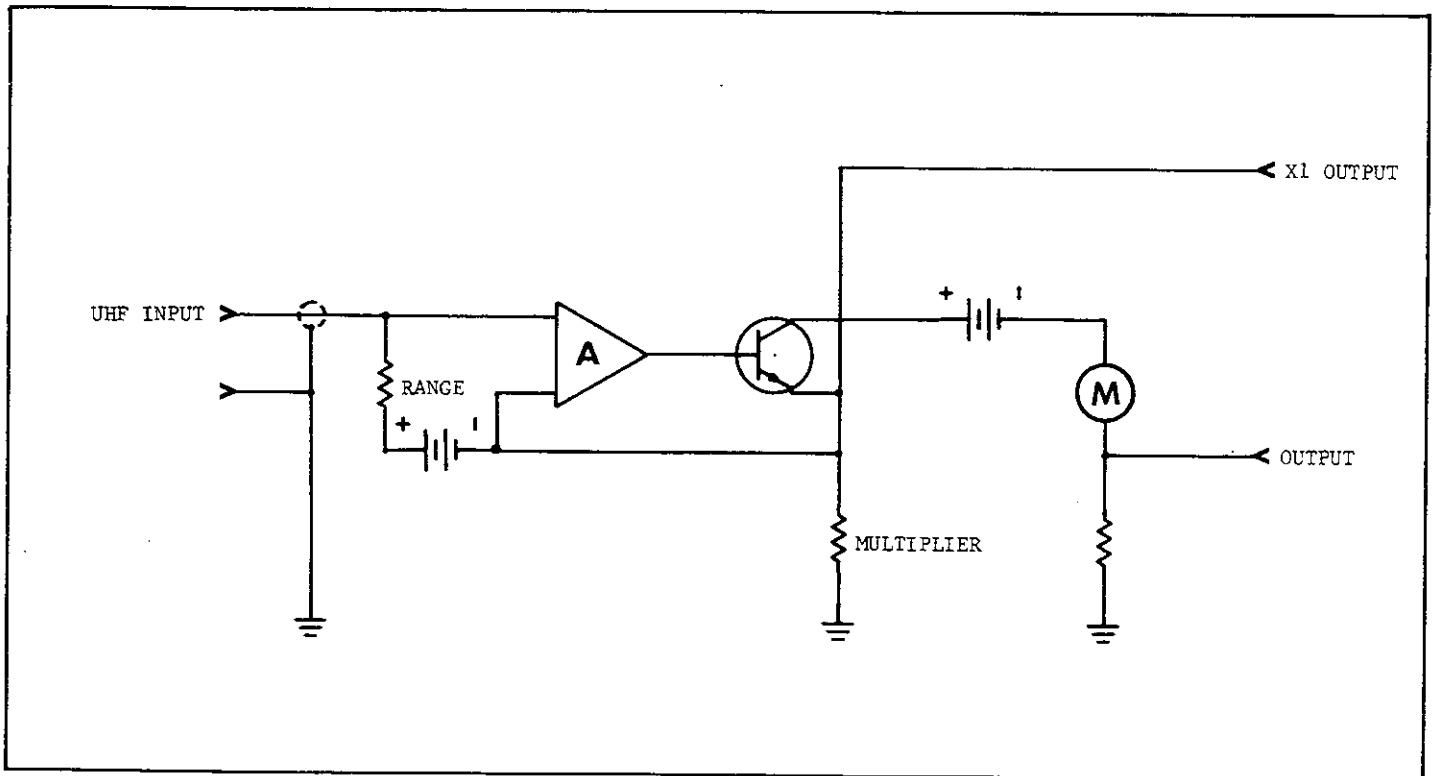 X1 OUTPUT
UHF INPUT
+
-
A
RANGE
+
-
M
OUTPUT
MULTIPLIER